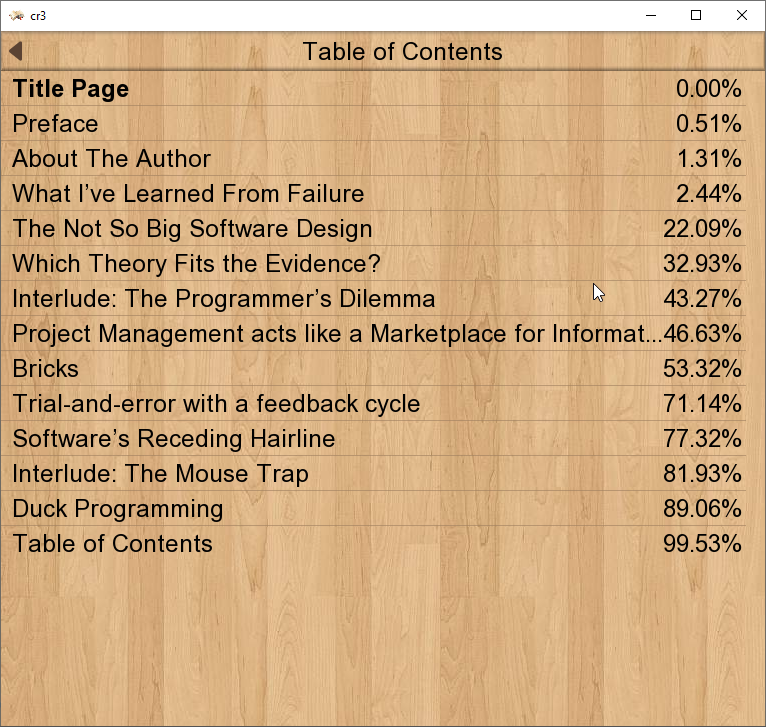 cr3
Table of Contents
Title Page 0.00%
Preface 0.51%
About The Author 1.31%
What I’ve Learned From Failure 2.44%
The Not So Big Software Design 22.09%
Which Theory Fits the Evidence? 32.93%
Interlude: The Programmer’s Dilemma 43.27%
Project Management acts like a Marketplace for Informat...46.63%
Bricks 53.32%
Trial-and-error with a feedback cycle 71.14%
Software’s Receding Hairline 77.32%
Interlude: The Mouse Trap 81.93%
Duck Programming 89.06%
Table of Contents 99.53%